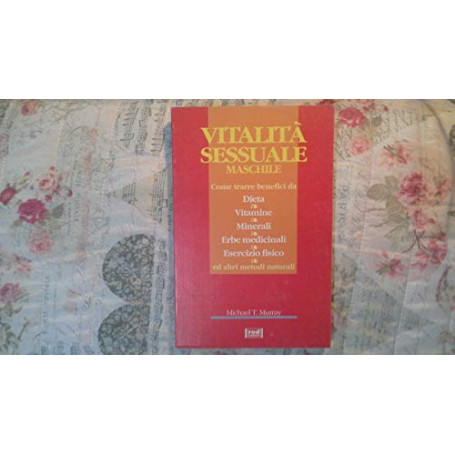 VITALITÀ
SESSUALE
MASCHILE
Come trarre benefici da
Dieta
Vitamine
Minerali
Erbe medicinali
Esercizio fisico
ed altri metodi naturali
Michael T. Murray
red